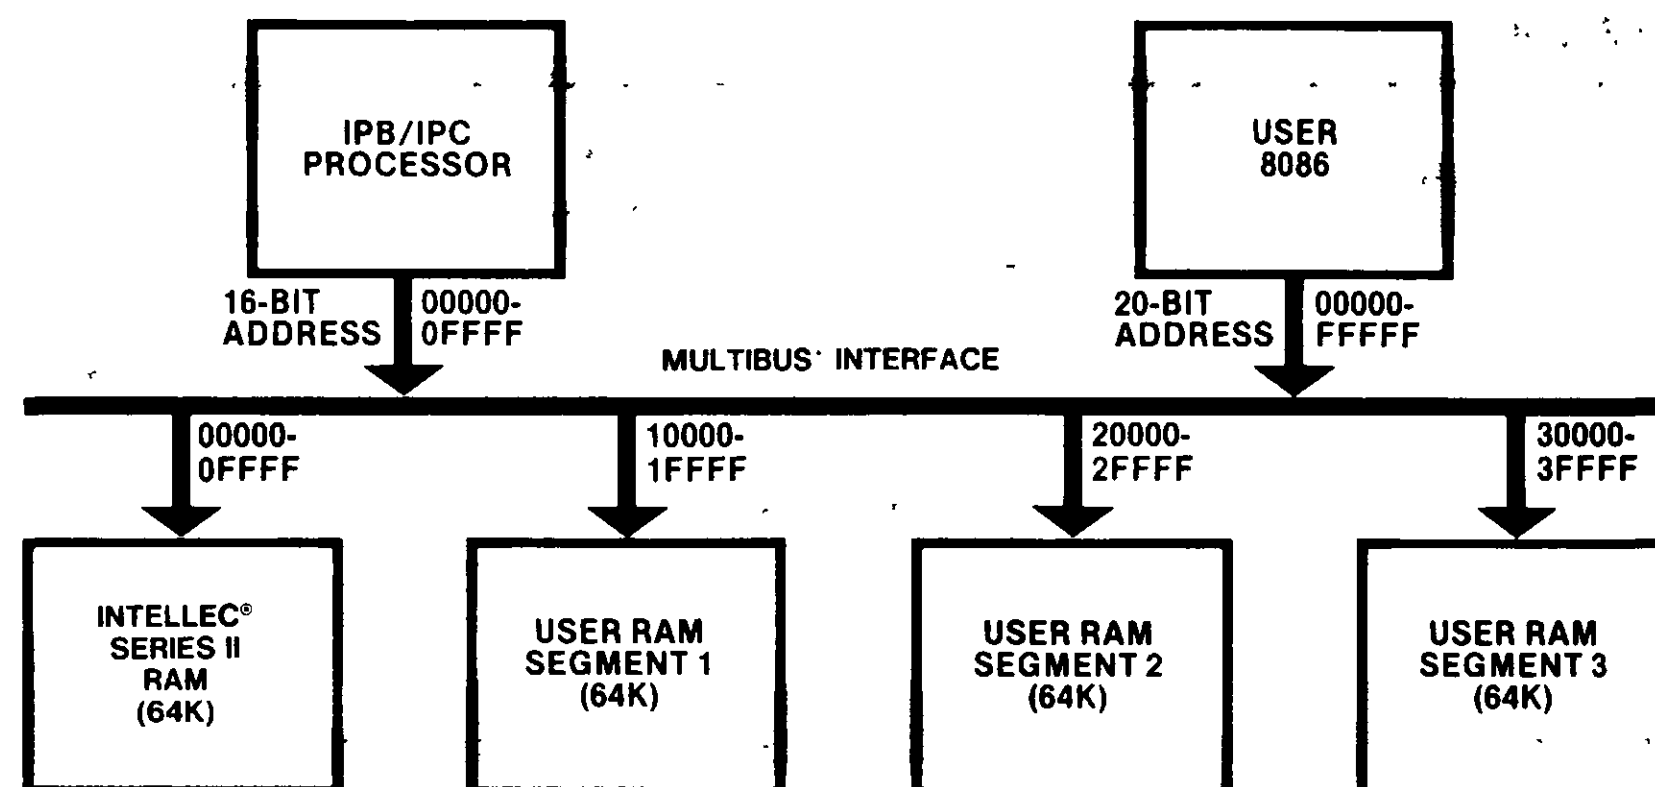 IPB/IPC
PROCESSOR
USER
8086
16-BIT
ADDRESS
00000-
0FFFF
20-BIT
ADDRESS
00000-
FFFFF
MULTIBUS· INTERFACE
00000-
0FFFF
10000-
1FFFF
20000-
2FFFF
30000-
3FFFF
INTELLEC®
SERIES II
RAM
(64K)
USER RAM
SEGMENT 1
(64K)
USER RAM
SEGMENT 2
(64K)
USER RAM
SEGMENT 3
(64K)